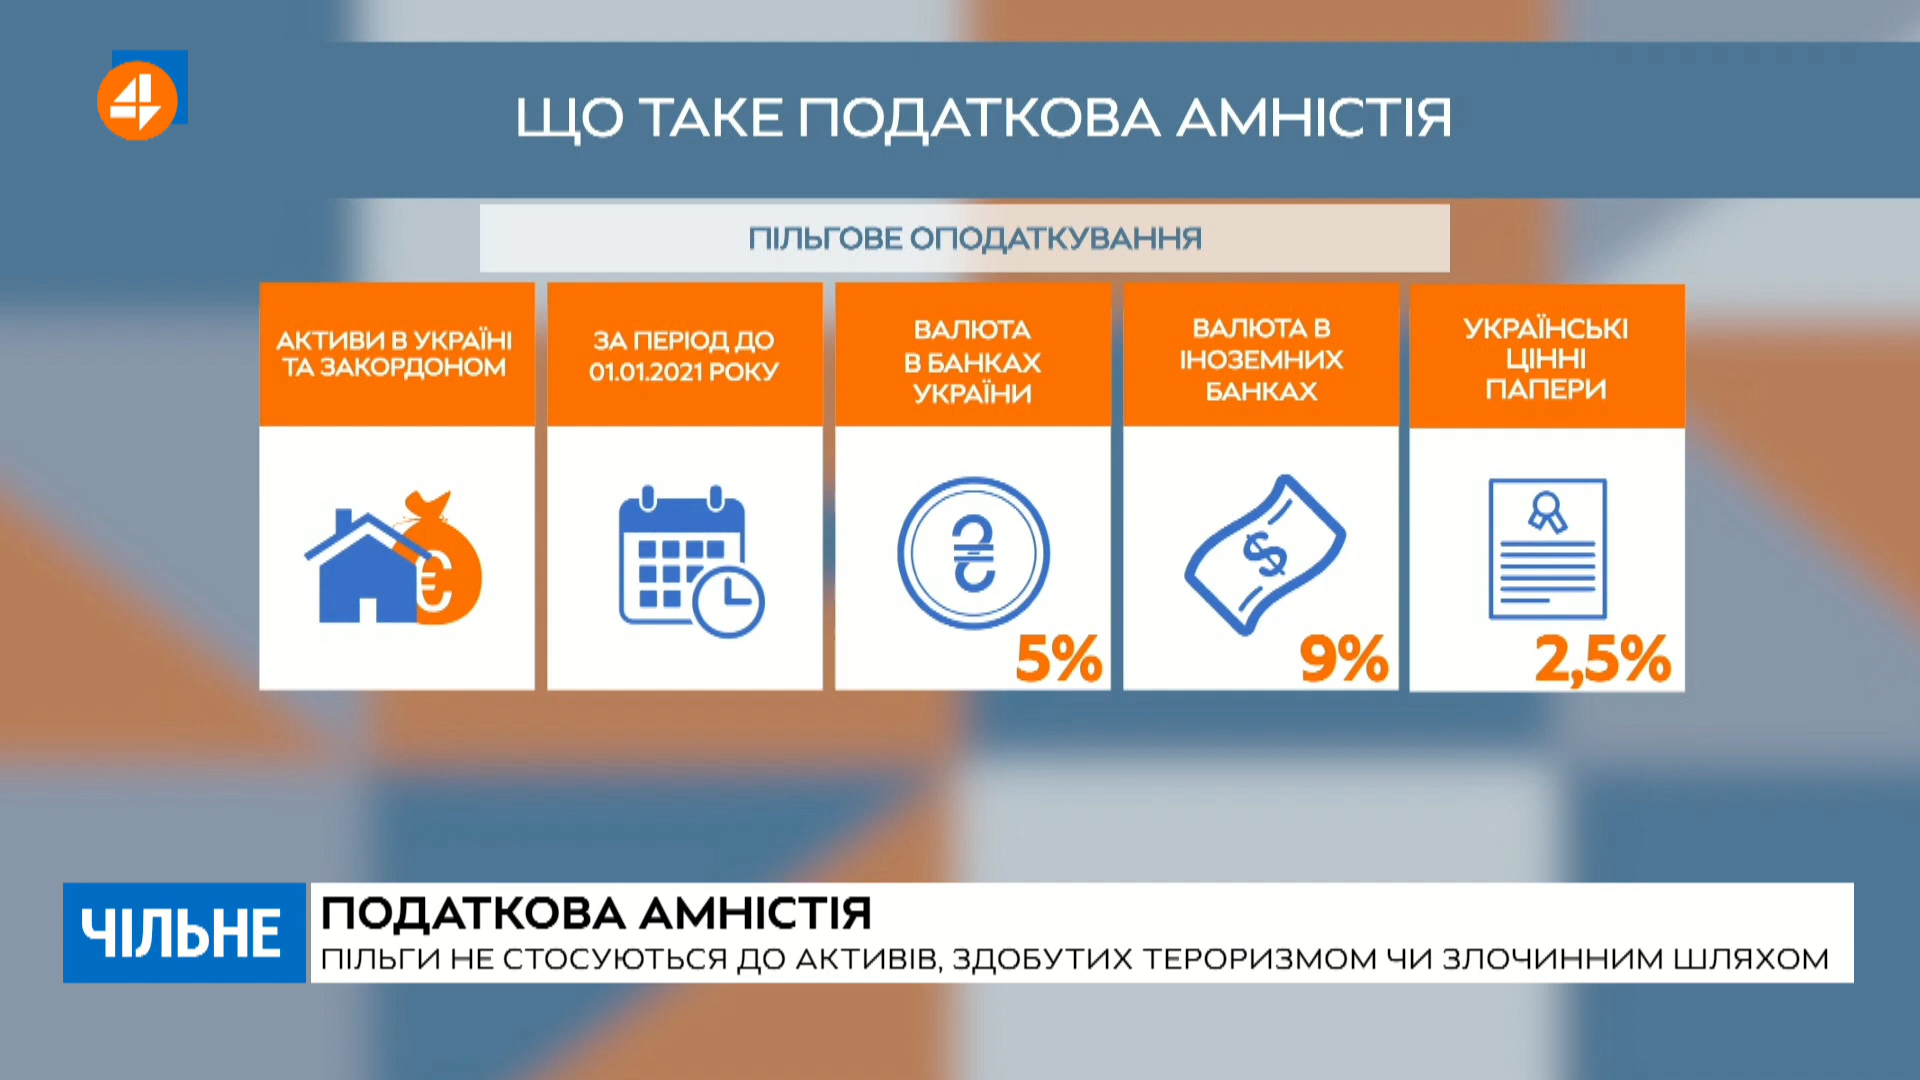 4
ЩО ТАКЕ ПОДАТКОВА АМНІСТІЯ
ПІЛЬГОВЕ ОПОДАТКУВАННЯ
АКТИВИ В УКРАЇНІ
ТА ЗАКОРДОНОМ
€
ЗА ПЕРІОД ДО
01.01.2021 РОКУ
ВАЛЮТА
В БАНКАХ
УКРАЇНИ
₴
5%
ВАЛЮТА В
ІНОЗЕМНИХ
БАНКАХ
$
9%
УКРАЇНСЬКІ
ЦІННІ
ПАПЕРИ
2,5%
ЧІЛЬНЕ
ПОДАТКОВА АМНІСТІЯ
ПІЛЬГИ НЕ СТОСУЮТЬСЯ ДО АКТИВІВ, ЗДОБУТИХ ТЕРОРИЗМОМ ЧИ ЗЛОЧИННИМ ШЛЯХОМ